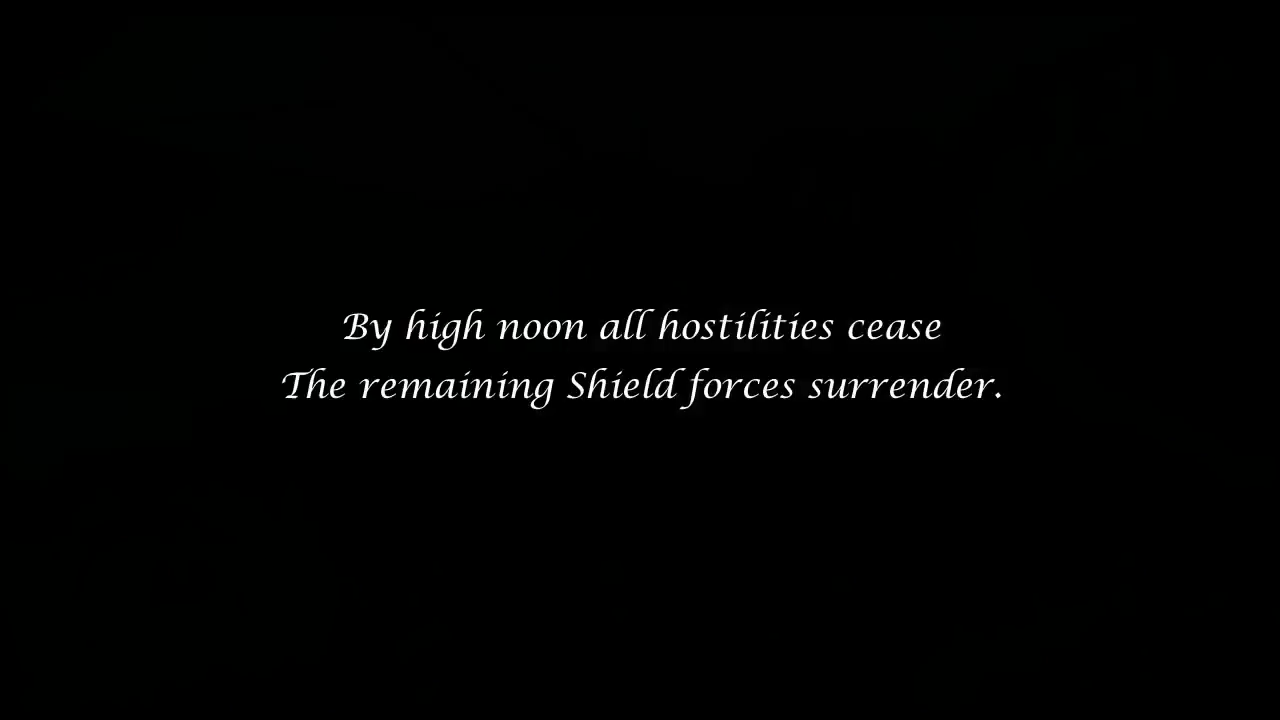 By high noon all hostilities cease
The remaining Shield forces surrender.